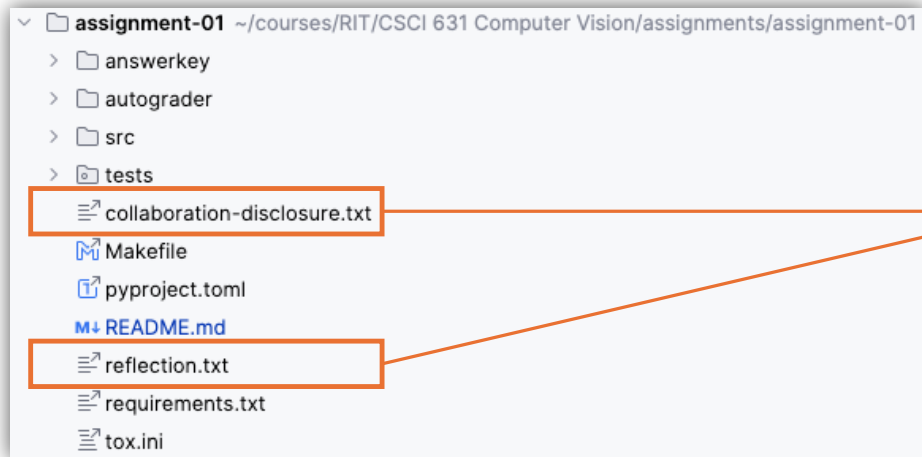 assignment-01 ~/courses/RIT/CSCI 631 Computer Vision/assignments/assignment-01
answerkey
autograder
src
tests
collaboration-disclosure.txt
Makefile
pyproject.toml
README.md
reflection.txt
requirements.txt
tox.ini